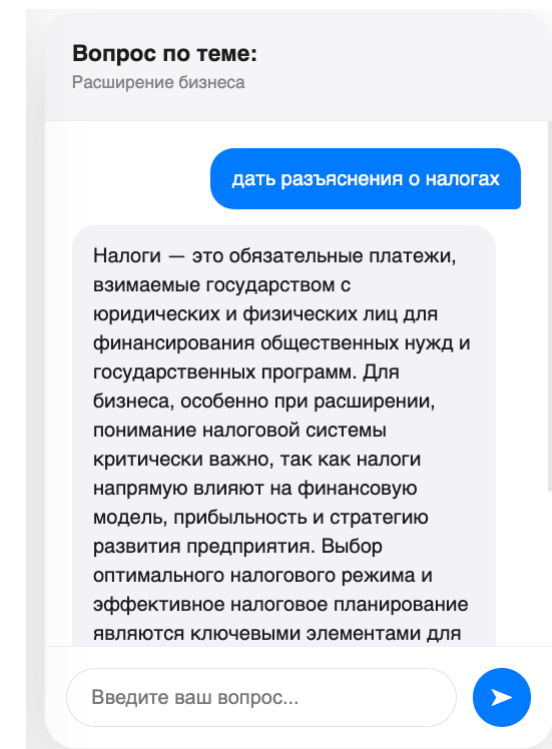 Вопрос по теме:
Расширение бизнеса
дать разъяснения о налогах
Налоги — это обязательные платежи,
взимаемые государством с
юридических и физических лиц для
финансирования общественных нужд и
государственных программ. Для
бизнеса, особенно при расширении,
понимание налоговой системы
критически важно, так как налоги
напрямую влияют на финансовую
модель, прибыльность и стратегию
развития предприятия. Выбор
оптимального налогового режима и
эффективное налоговое планирование
являются ключевыми элементами для
Введите ваш вопрос...